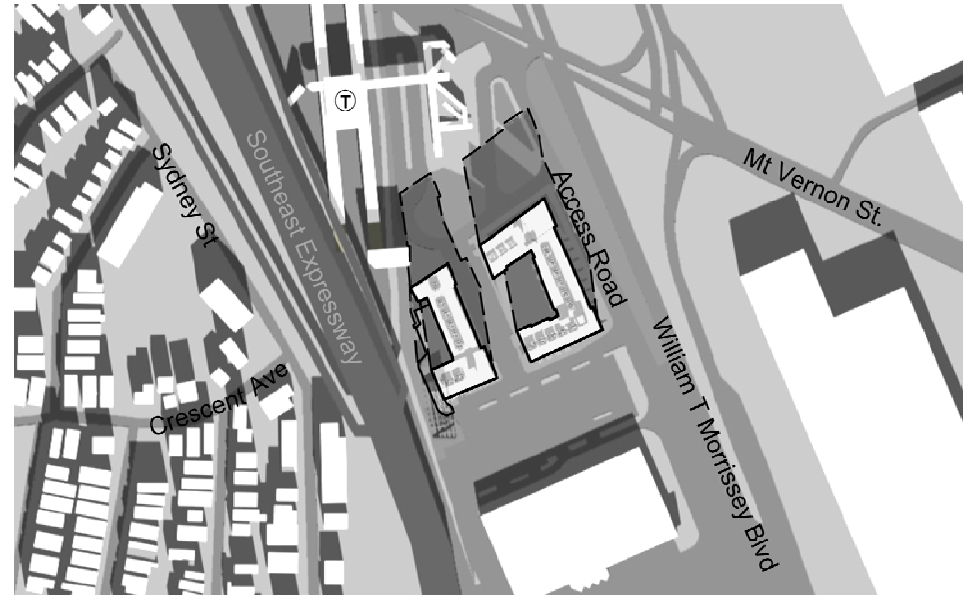 T
Mt Vernon St.
Sydney St
Southeast Expressway
Access Road
Crescent Ave
William T Morrissey Blvd